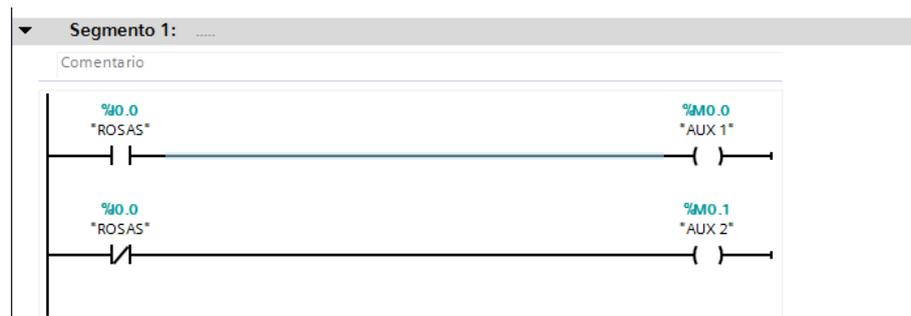 Segmento 1: .....
Comentario
%I0.0
"ROSAS"
%M0.0
"AUX 1"
%I0.0
"ROSAS"
%M0.1
"AUX 2"